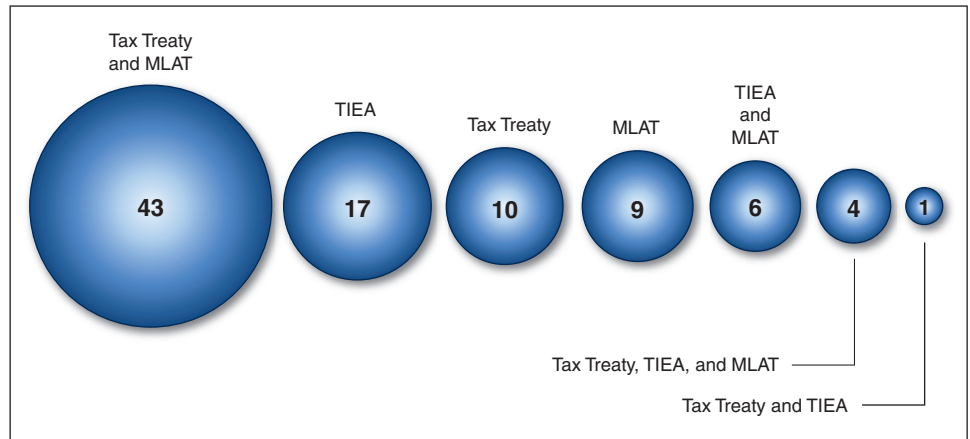 Tax Treaty
and MLAT
TIEA
Tax Treaty
MLAT
TIEA
and
MLAT
43
17
10
9
6
4
1
Tax Treaty, TIEA, and MLAT
Tax Treaty and TIEA